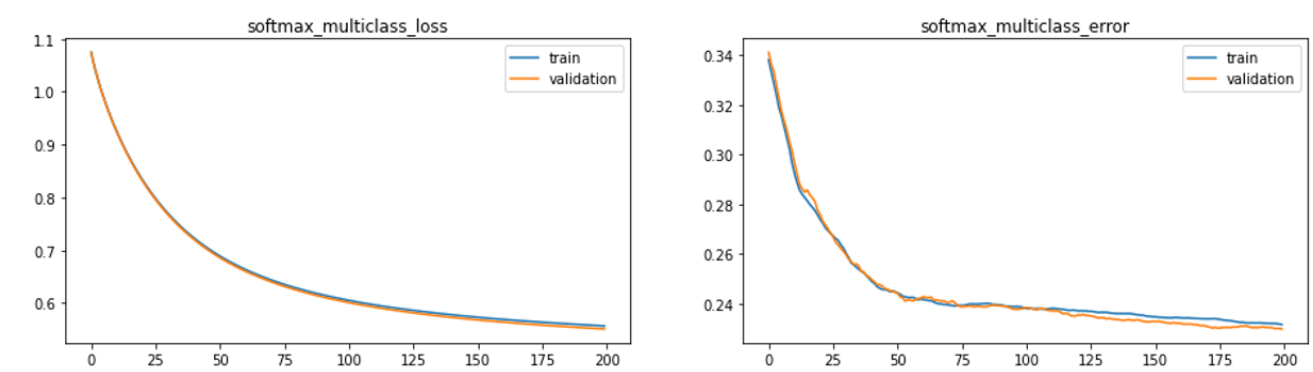 softmax_multiclass_loss
1.1
1.0
0.9
0.8
0.7
0.6
0 25 50 75 100 125 150 175 200
train
validation
softmax_multiclass_error
0.34
0.32
0.30
0.28
0.26
0.24
0 25 50 75 100 125 150 175 200
train
validation